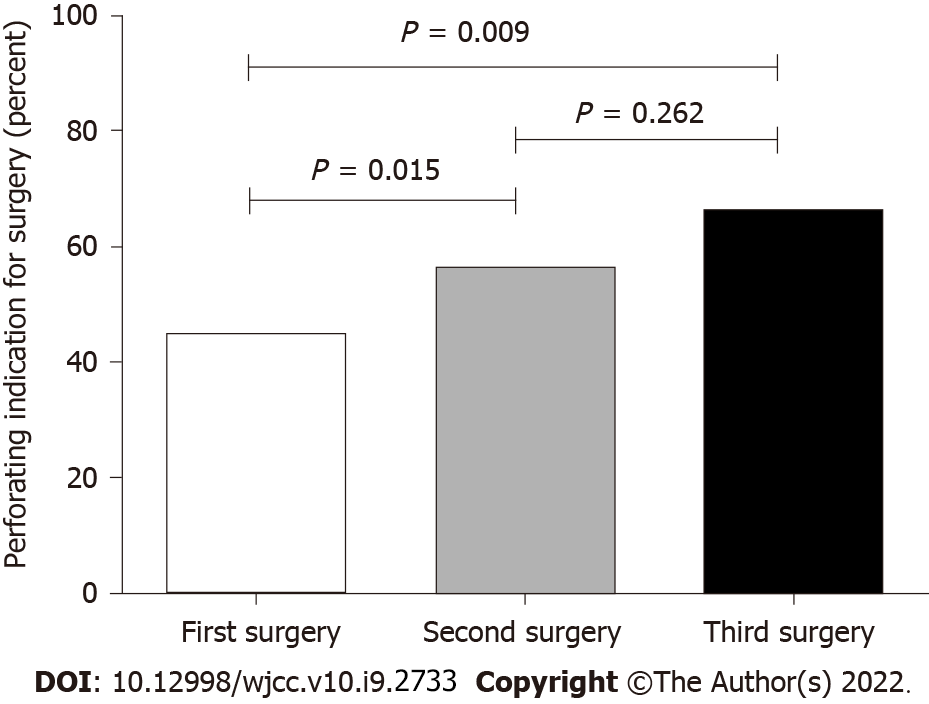 Perforating indication for surgery (percent)
100
80
60
40
20
0
P = 0.009
P = 0.262
P = 0.015
First surgery
Second surgery
Third surgery
DOI: 10.12998/wjcc.v10.i9.2733 Copyright ©The Author(s) 2022.